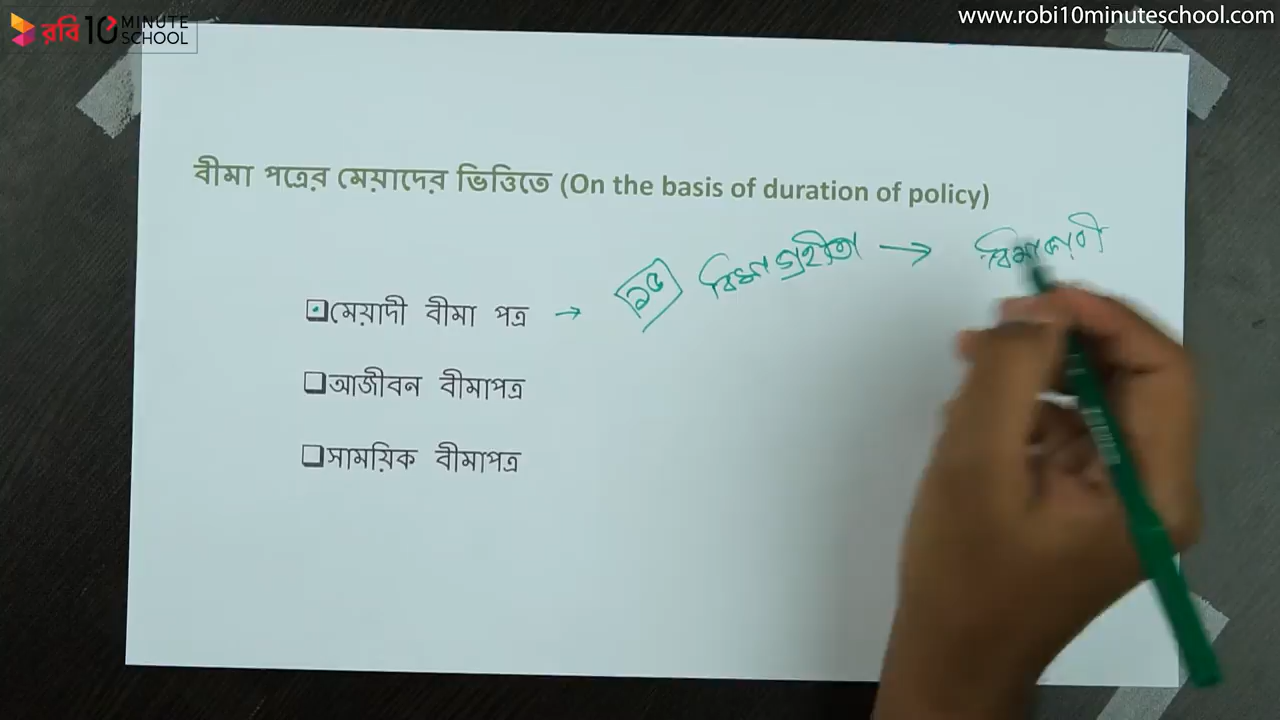 রবি 10 MINUTE SCHOOL
www.robi10minuteschool.com
বীমা পত্রের মেয়াদের ভিত্তিতে (On the basis of duration of policy)
মেয়াদী বীমা পত্র → ১৫ বিমাগ্রহীতা → বিমাকারী
আজীবন বীমাপত্র
সাময়িক বীমাপত্র